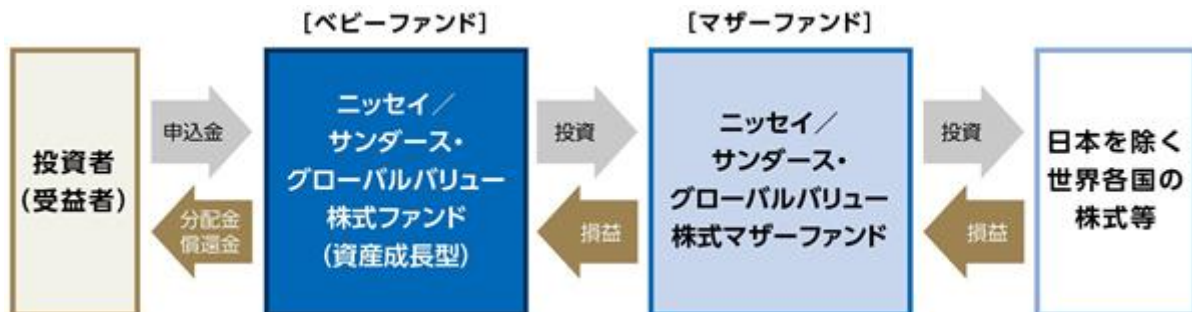 [ベビーファンド]
[マザーファンド]
投資者
(受益者)
申込金
分配金
償還金
ニッセイ／
サンダース・
グローバルバリュー
株式ファンド
(資産成長型)
投資
損益
ニッセイ／
サンダース・
グローバルバリュー
株式マザーファンド
投資
損益
日本を除く
世界各国の
株式等